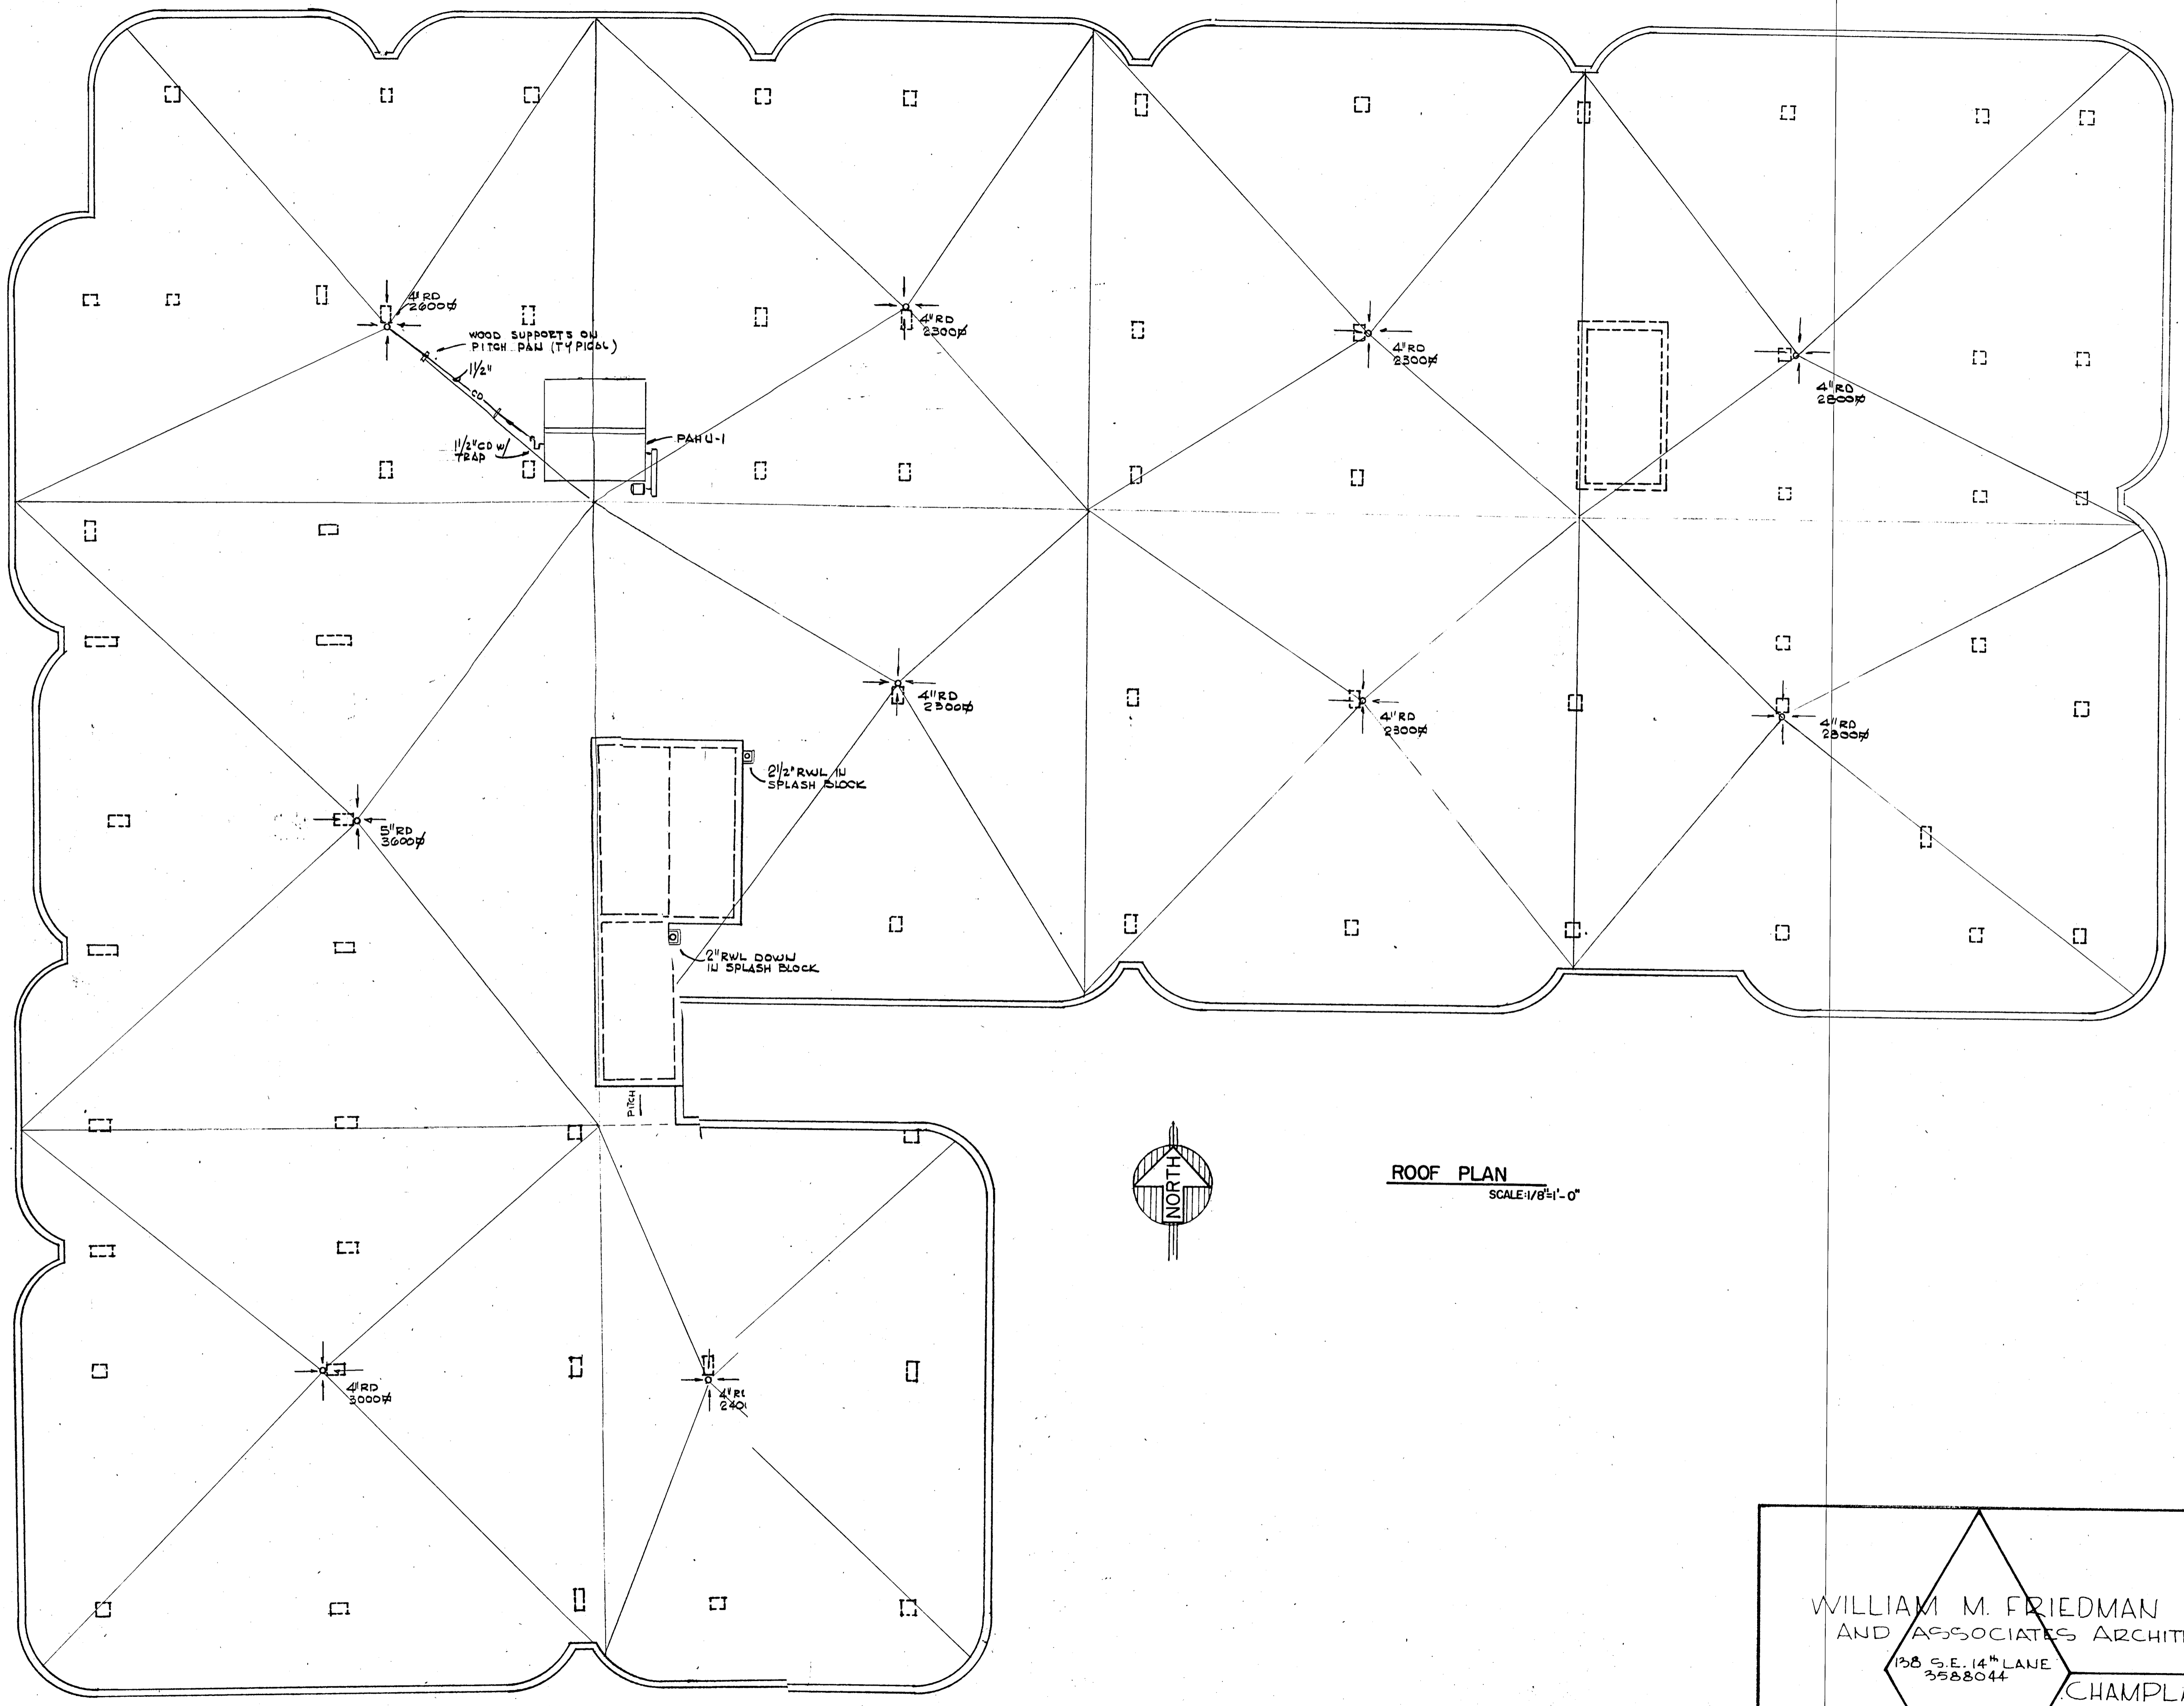 4" RD
2600⌀
WOOD SUPPORTS ON
PITCH PAN (TYPICAL)
1 1/2"
CD
1 1/2" CD W/
TRAP
PAHU-1
4" RD
2300⌀
4" RD
2300⌀
4" RD
2800⌀
4" RD
2300⌀
4" RD
2300⌀
4" RD
2800⌀
2 1/2" RWL IN
SPLASH BLOCK
5" RD
3600⌀
2" RWL DOWN
IN SPLASH BLOCK
PITCH
NORTH
ROOF PLAN
SCALE: 1/8"=1'-0"
4" RD
3000⌀
4" R
240
WILLIAM M. FRIEDMAN
AND ASSOCIATES ARCHIT
138 S.E. 14th LANE
3588044
CHAMPL